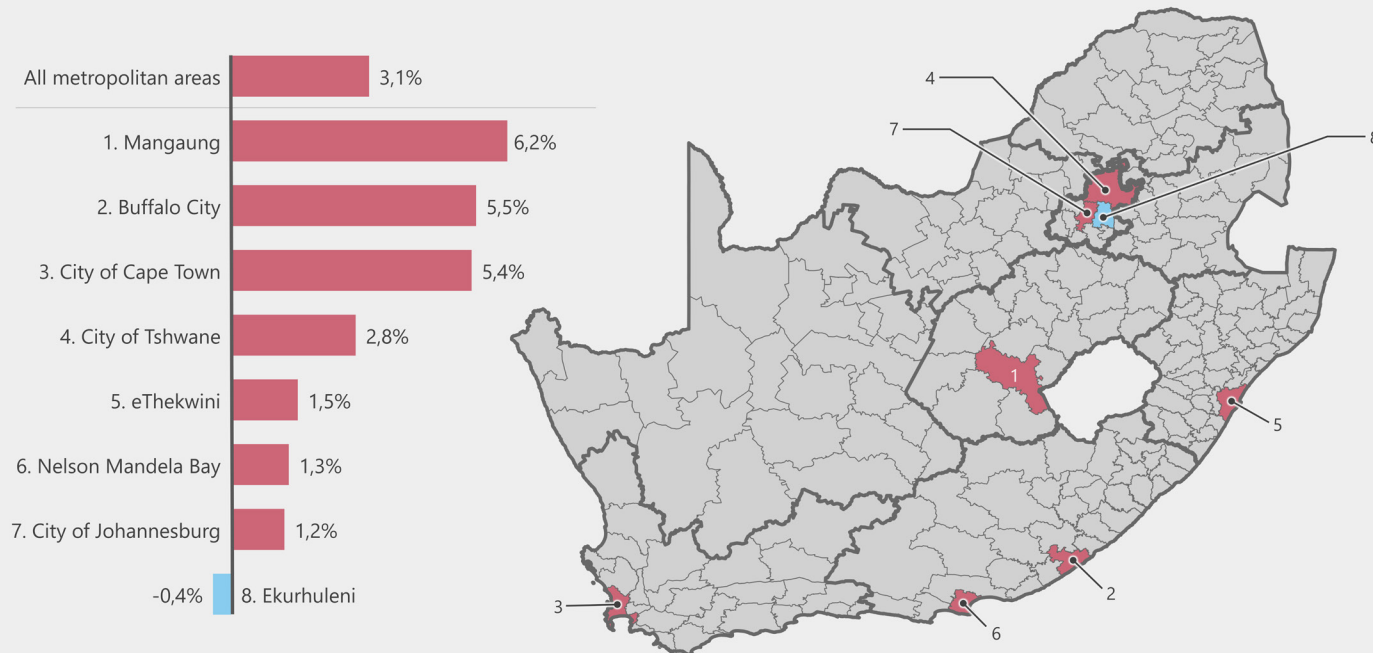 All metropolitan areas 3,1%
1. Mangaung 6,2%
2. Buffalo City 5,5%
3. City of Cape Town 5,4%
4. City of Tshwane 2,8%
5. eThekwini 1,5%
6. Nelson Mandela Bay 1,3%
7. City of Johannesburg 1,2%
-0,4% 8. Ekurhuleni
4
7
8
1
5
3
2
6